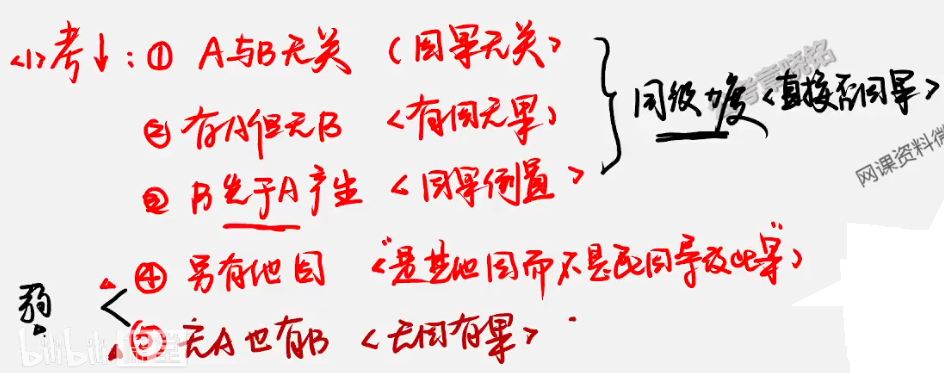 <1>考↓:① A与B无关 (因果无关>
② 有A但无B <有因无果)
③ B先于A产生 <因果倒置>
同级力度<直接否因果>
④ 另有他因 <"是其他因而不是此因导致此果")
⑤ 无A也有B <无因有果>
弱
网课资料微
bilibili